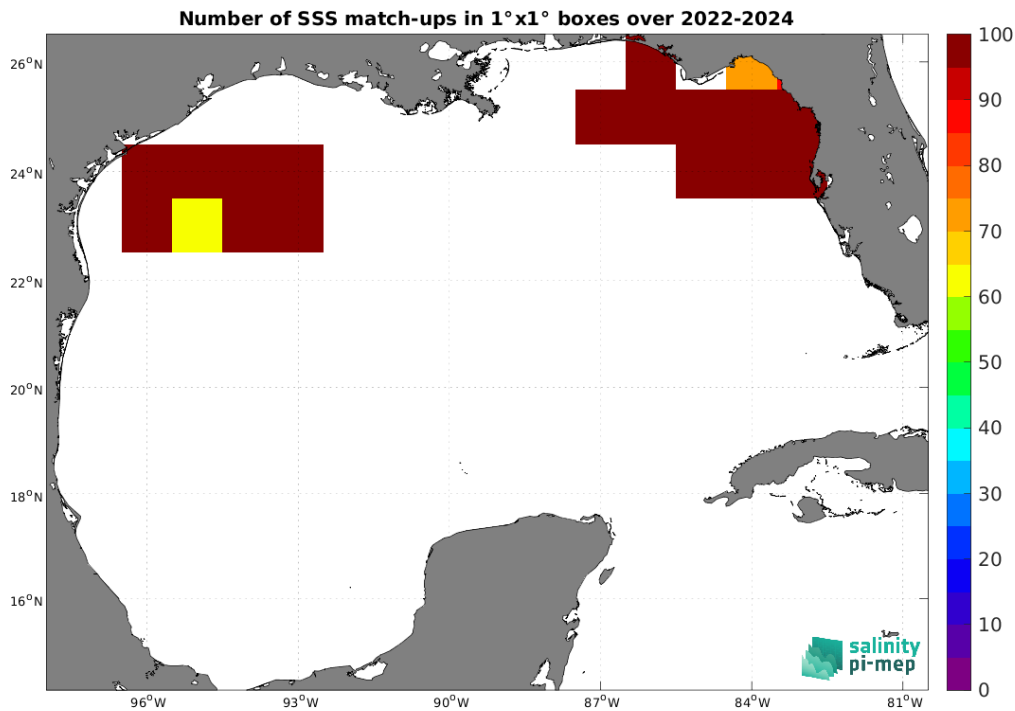 Number of SSS match-ups in 1°x1° boxes over 2022-2024
26°N
24°N
22°N
20°N
18°N
16°N
96°W
93°W
90°W
87°W
84°W
81°W
100
90
80
70
60
50
40
30
20
10
0
salinity
pi-mep